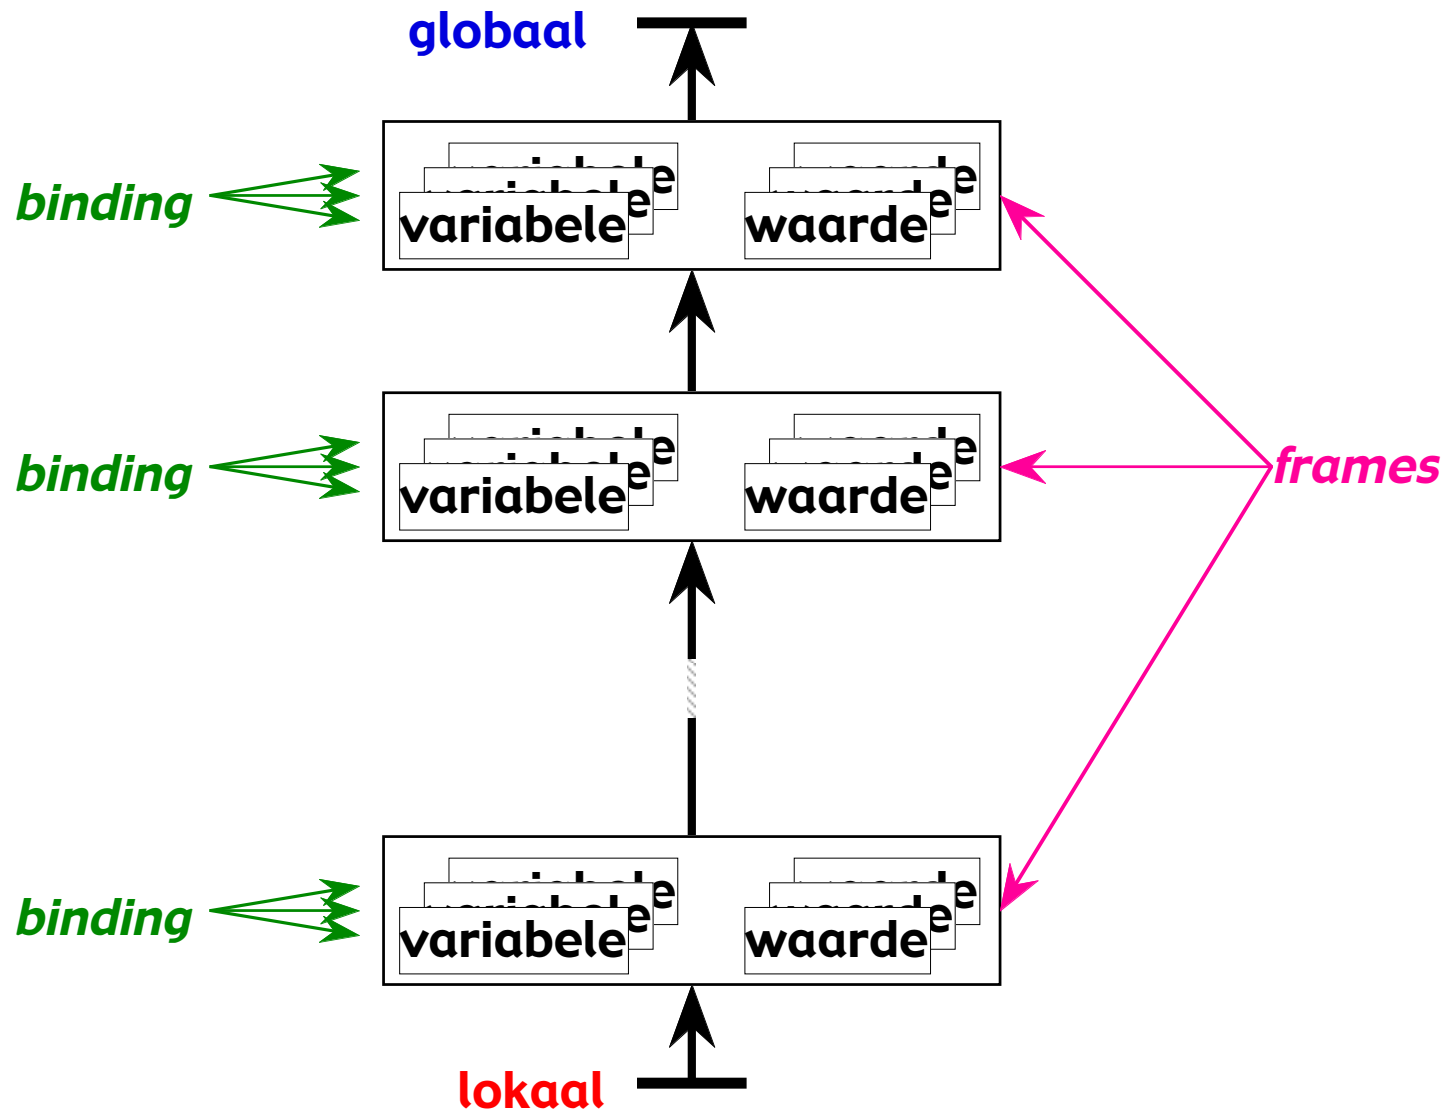 globaal
variabele waarde
binding
frames
variabele waarde
binding
variabele waarde
binding
lokaal